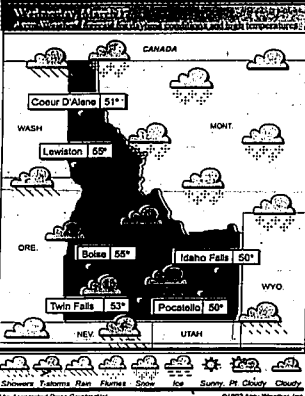 CANADA
Coeur D'Alene 51°
WASH
MONT.
Lewiston 55°
ORE.
Boise 55°
Idaho Falls 50°
WYO.
Twin Falls 53°
Pocatello 50°
NEV.
UTAH
Showers T-storms Rain Flurries Snow Ice Sunny Pt. Cloudy Cloudy